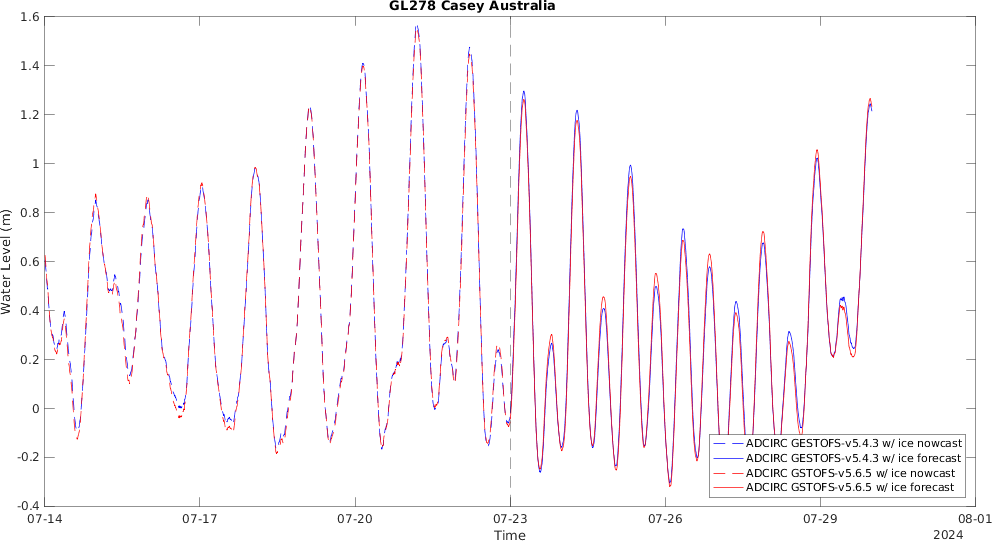 GL278 Casey Australia
1.6
1.4
1.2
1
0.8
0.6
0.4
0.2
0
-0.2
-0.4
Water Level (m)
07-14
07-17
07-20
07-23
07-26
07-29
08-01
Time
2024
ADCIRC GESTOFS-v5.4.3 w/ ice nowcast
ADCIRC GESTOFS-v5.4.3 w/ ice forecast
ADCIRC GSTOFS-v5.6.5 w/ ice nowcast
ADCIRC GSTOFS-v5.6.5 w/ ice forecast